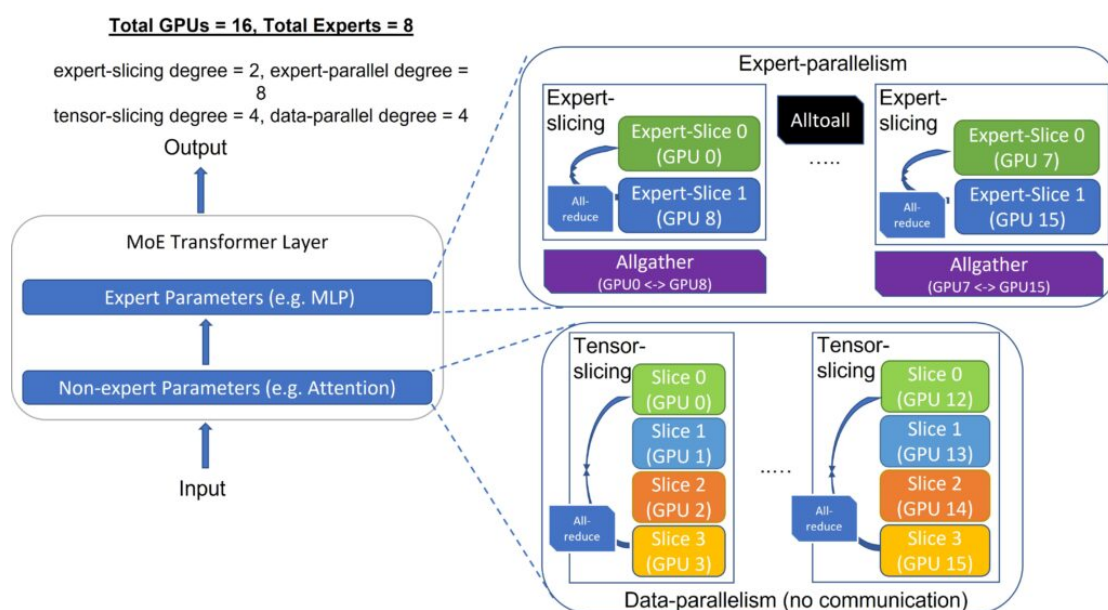 Total GPUs = 16, Total Experts = 8
expert-slicing degree = 2, expert-parallel degree =
8
tensor-slicing degree = 4, data-parallel degree = 4
Output
MoE Transformer Layer
Expert Parameters (e.g. MLP)
Non-expert Parameters (e.g. Attention)
Input
Expert-parallelism
Expert-
slicing
Expert-Slice 0
(GPU 0)
Expert-Slice 1
(GPU 8)
All-
reduce
Allgather
(GPU0 <-> GPU8)
Alltoall
.....
Expert-
slicing
Expert-Slice 0
(GPU 7)
Expert-Slice 1
(GPU 15)
All-
reduce
Allgather
(GPU7 <-> GPU15)
Tensor-
slicing
Slice 0
(GPU 0)
Slice 1
(GPU 1)
Slice 2
(GPU 2)
Slice 3
(GPU 3)
All-
reduce
.....
Tensor-
slicing
Slice 0
(GPU 12)
Slice 1
(GPU 13)
Slice 2
(GPU 14)
Slice 3
(GPU 15)
All-
reduce
Data-parallelism (no communication)